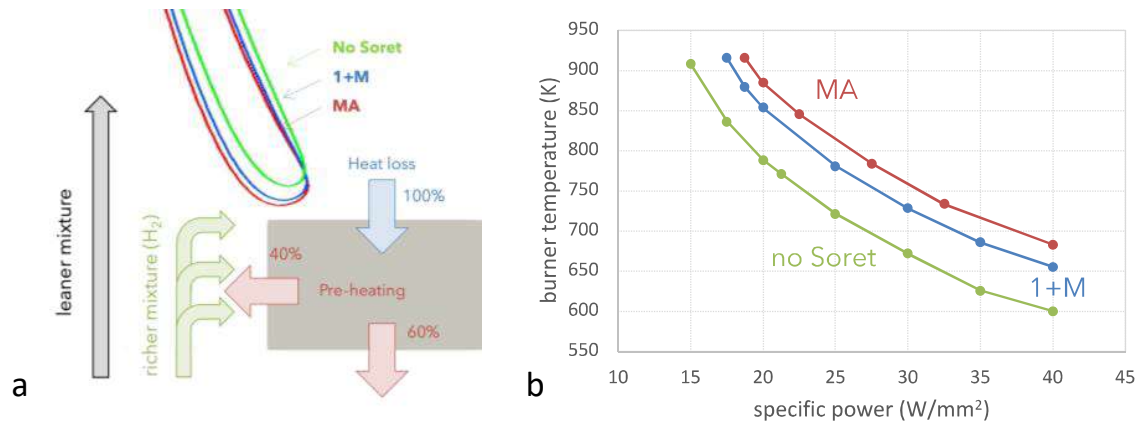 No Soret
1+M
MA
Heat loss
100%
40%
Pre-heating
60%
leaner mixture
richer mixture (H₂)
a
950
900
850
800
750
700
650
600
550
10
15
20
25
30
35
40
45
burner temperature (K)
specific power (W/mm²)
MA
1+M
no Soret
b